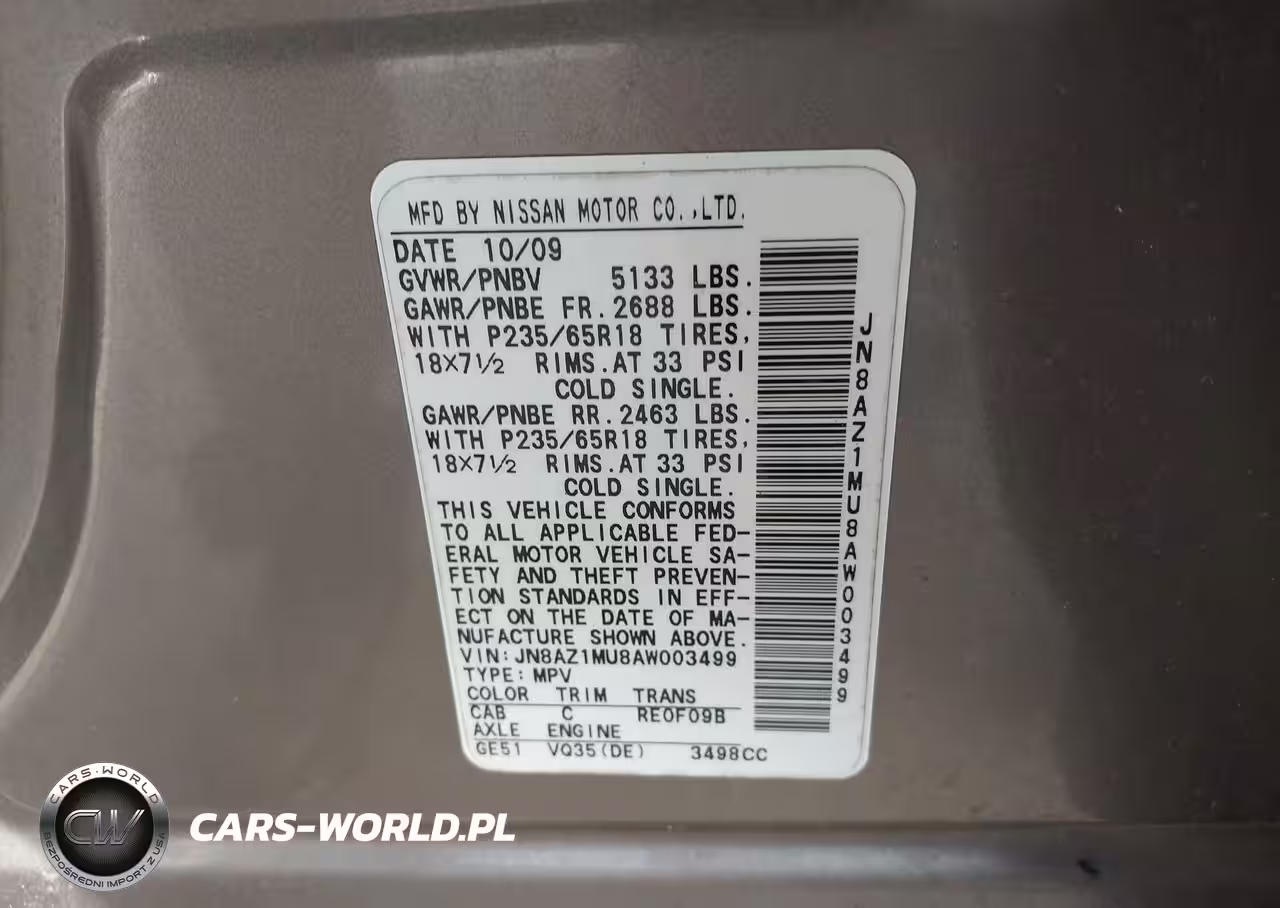 MFD BY NISSAN MOTOR CO.,LTD.
DATE 10/09
GVWR/PNBV 5133 LBS.
GAWR/PNBE FR.2688 LBS.
WITH P235/65R18 TIRES,
18X7½ RIMS.AT 33 PSI
COLD SINGLE.
GAWR/PNBE RR.2463 LBS.
WITH P235/65R18 TIRES,
18X7½ RIMS.AT 33 PSI
COLD SINGLE.
THIS VEHICLE CONFORMS
TO ALL APPLICABLE FED-
ERAL MOTOR VEHICLE SA-
FETY AND THEFT PREVEN-
TION STANDARDS IN EFF-
ECT ON THE DATE OF MA-
NUFACTURE SHOWN ABOVE.
VIN:JN8AZ1MU8AW003499
TYPE:MPV
COLOR TRIM TRANS
CAB C RE0F09B
AXLE ENGINE
GE51 VQ35(DE) 3498CC
JN8AZ1MU8AW003499
CARS-WORLD
CW
BEZPOŚREDNI IMPORT Z USA
CARS-WORLD.PL